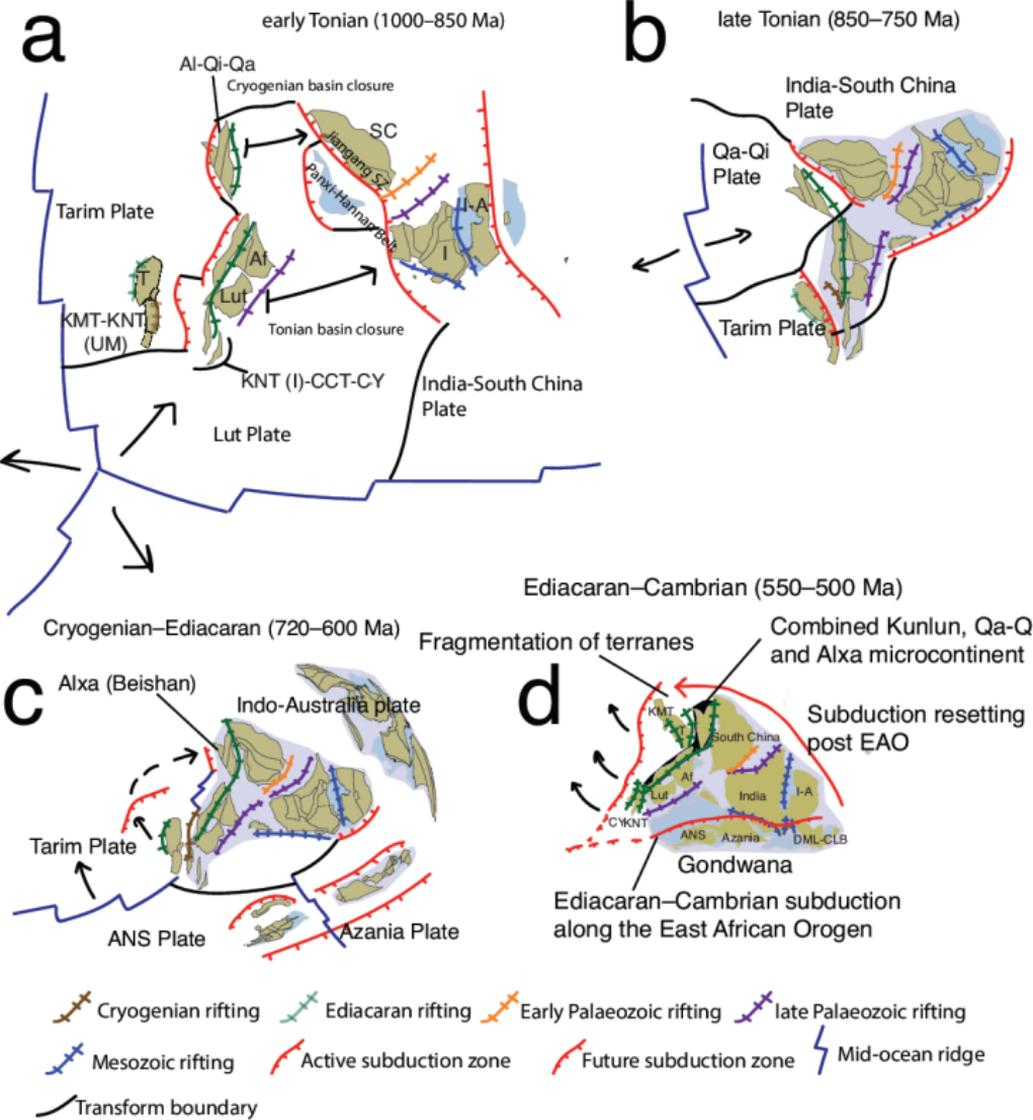 a
early Tonian (1000–850 Ma)
Al-Qi-Qa
Cryogenian basin closure
SC
Jiangang SZ
Panxi-Hannan Belt
I-A
I
Tarim Plate
T
Af
Lut
KMT-KNT
(UM)
Tonian basin closure
KNT (I)-CCT-CY
India-South China
Plate
Lut Plate
b
late Tonian (850–750 Ma)
India-South China
Plate
Qa-Qi
Plate
Tarim Plate
c
Cryogenian–Ediacaran (720–600 Ma)
Alxa (Beishan)
Indo-Australia plate
Tarim Plate
ANS Plate
Azania Plate
d
Ediacaran–Cambrian (550–500 Ma)
Fragmentation of terranes
Combined Kunlun, Qa-Q
and Alxa microcontinent
KMT
T
South China
Subduction resetting
post EAO
Af
Lut
India
I-A
CY
KNT
ANS
Azania
DML-CLB
Gondwana
Ediacaran–Cambrian subduction
along the East African Orogen
Cryogenian rifting
Ediacaran rifting
Early Palaeozoic rifting
late Palaeozoic rifting
Mesozoic rifting
Active subduction zone
Future subduction zone
Mid-ocean ridge
Transform boundary